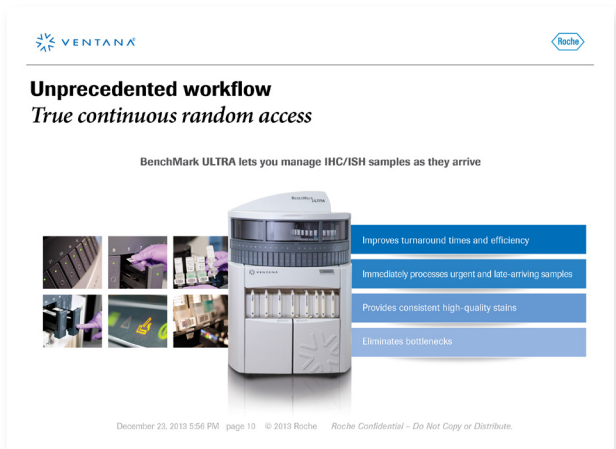 VENTANA
Roche
Unprecedented workflow
True continuous random access
BenchMark ULTRA lets you manage IHC/ISH samples as they arrive
BenchMark ULTRA
VENTANA
Improves turnaround times and efficiency
Immediately processes urgent and late-arriving samples
Provides consistent high-quality stains
Eliminates bottlenecks
December 23, 2013 5:56 PM page 10 © 2013 Roche Roche Confidential – Do Not Copy or Distribute.